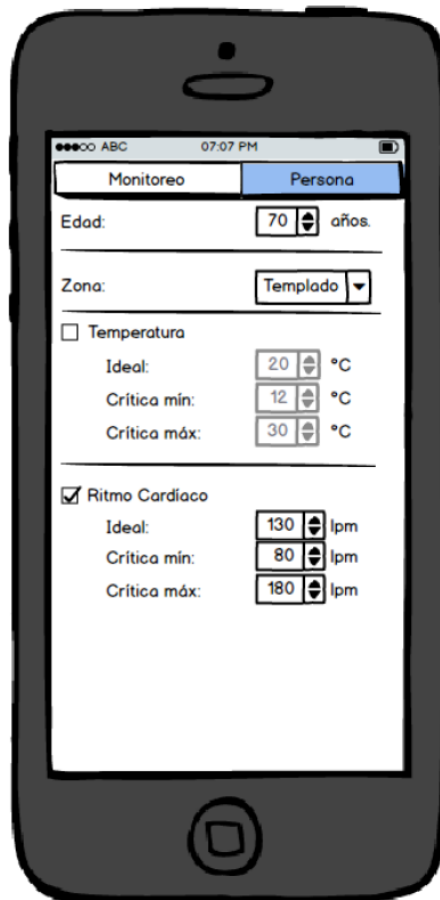 ABC 07:07 PM
Monitoreo Persona
Edad: 70 años.
Zona: Templado
Temperatura
Ideal: 20 °C
Crítica mín: 12 °C
Crítica máx: 30 °C
Ritmo Cardíaco
Ideal: 130 lpm
Crítica mín: 80 lpm
Crítica máx: 180 lpm